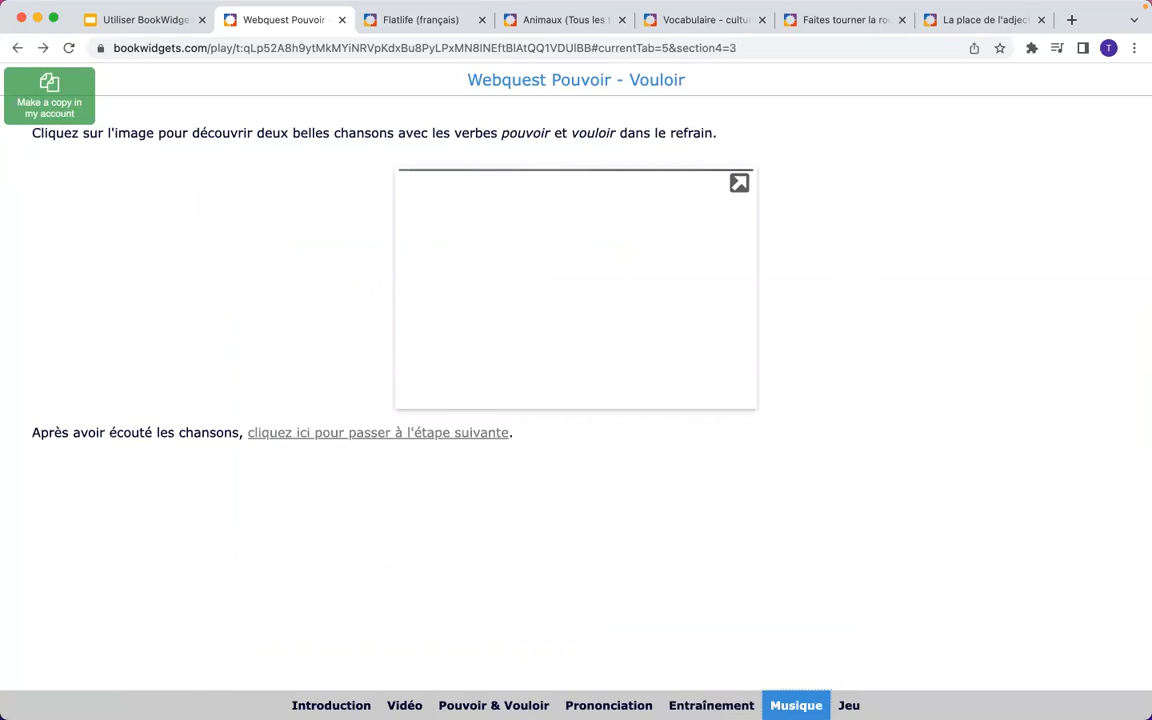 Utiliser BookWidge
Webquest Pouvoir -
Flatlife (français)
Animaux (Tous les
Vocabulaire - cultu
Faites tourner la ro
La place de l'adject
bookwidgets.com/play/t:qLp52A8h9ytMkMYiNRVpKdxBu8PyLPxMN8lNEftBlAtQQ1VDUlBB#currentTab=5&section4=3
T
Make a copy in
my account
Webquest Pouvoir - Vouloir
Cliquez sur l'image pour découvrir deux belles chansons avec les verbes pouvoir et vouloir dans le refrain.
Après avoir écouté les chansons, cliquez ici pour passer à l'étape suivante.
Introduction Vidéo Pouvoir & Vouloir Prononciation Entraînement Musique Jeu